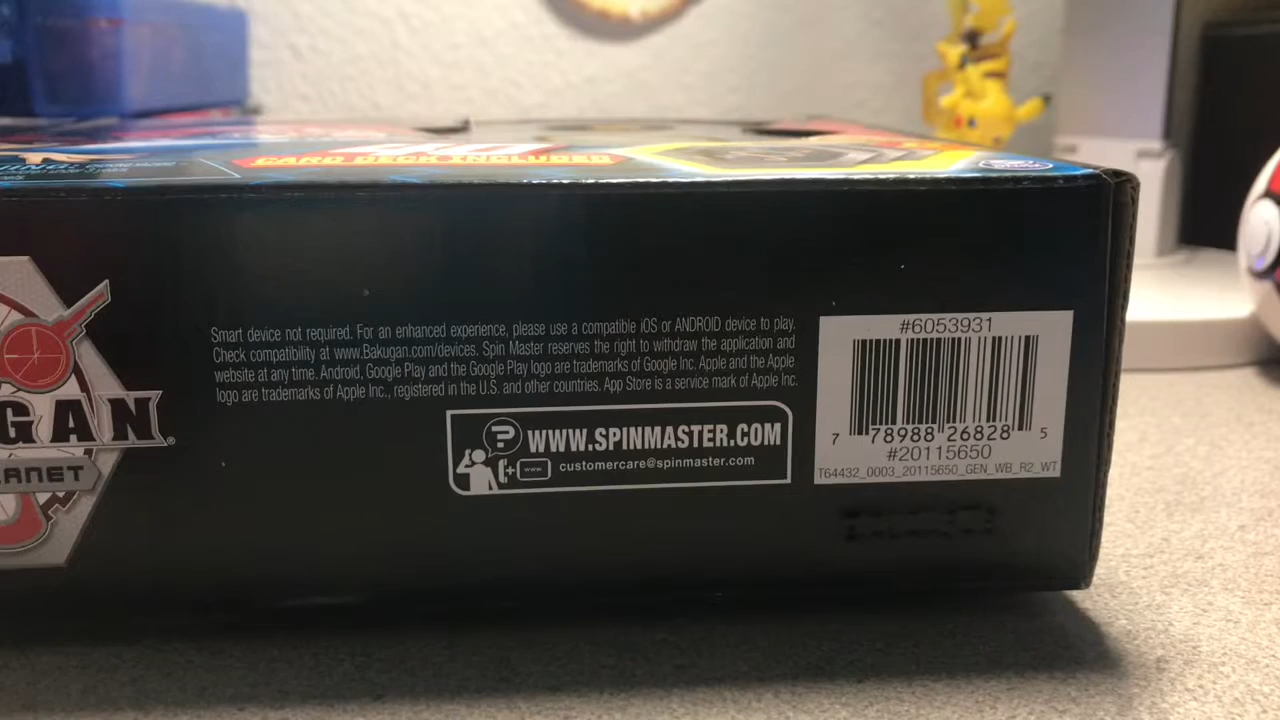 CARD DECK INCLUDED
GAN
ANET
Smart device not required. For an enhanced experience, please use a compatible iOS or ANDROID device to play.
Check compatibility at www.Bakugan.com/devices. Spin Master reserves the right to withdraw the application and
website at any time. Android, Google Play and the Google Play logo are trademarks of Google Inc. Apple and the Apple
logo are trademarks of Apple Inc., registered in the U.S. and other countries. App Store is a service mark of Apple Inc.
?
WWW.SPINMASTER.COM
www
customercare@spinmaster.com
#6053931
7 78988 26828 5
#20115650
T64432_0003_20115650_GEN_WB_R2_WT